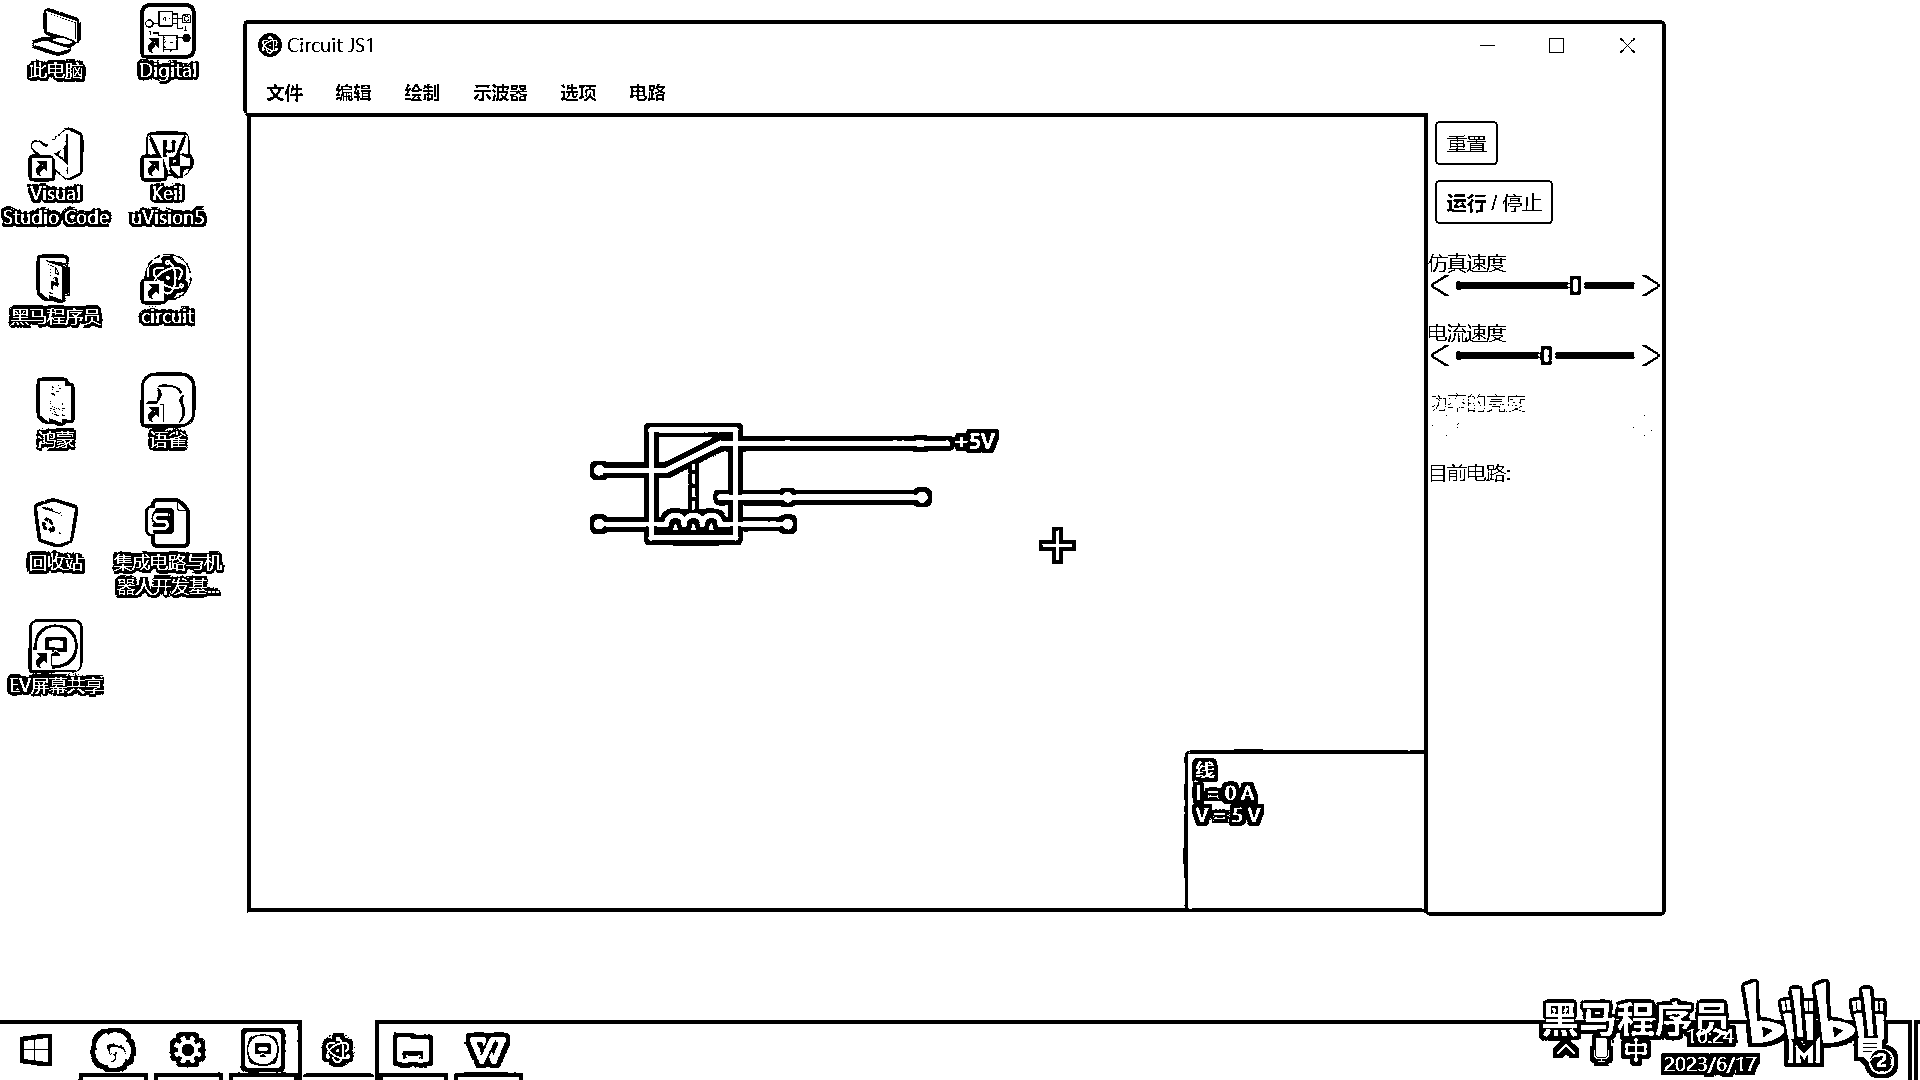 此电脑
Digital
Visual
Studio Code
Keil
uVision5
黑马程序员
circuit
鸿蒙
语雀
回收站
集成电路与机
器人开发基...
EV屏幕共享
Circuit JS1
文件 编辑 绘制 示波器 选项 电路
重置
运行 / 停止
仿真速度
电流速度
功率的亮度
目前电路:
+5V
线
I = 0 A
V = 5 V
黑马程序员
bilibili
中
16:24
2023/6/17
2